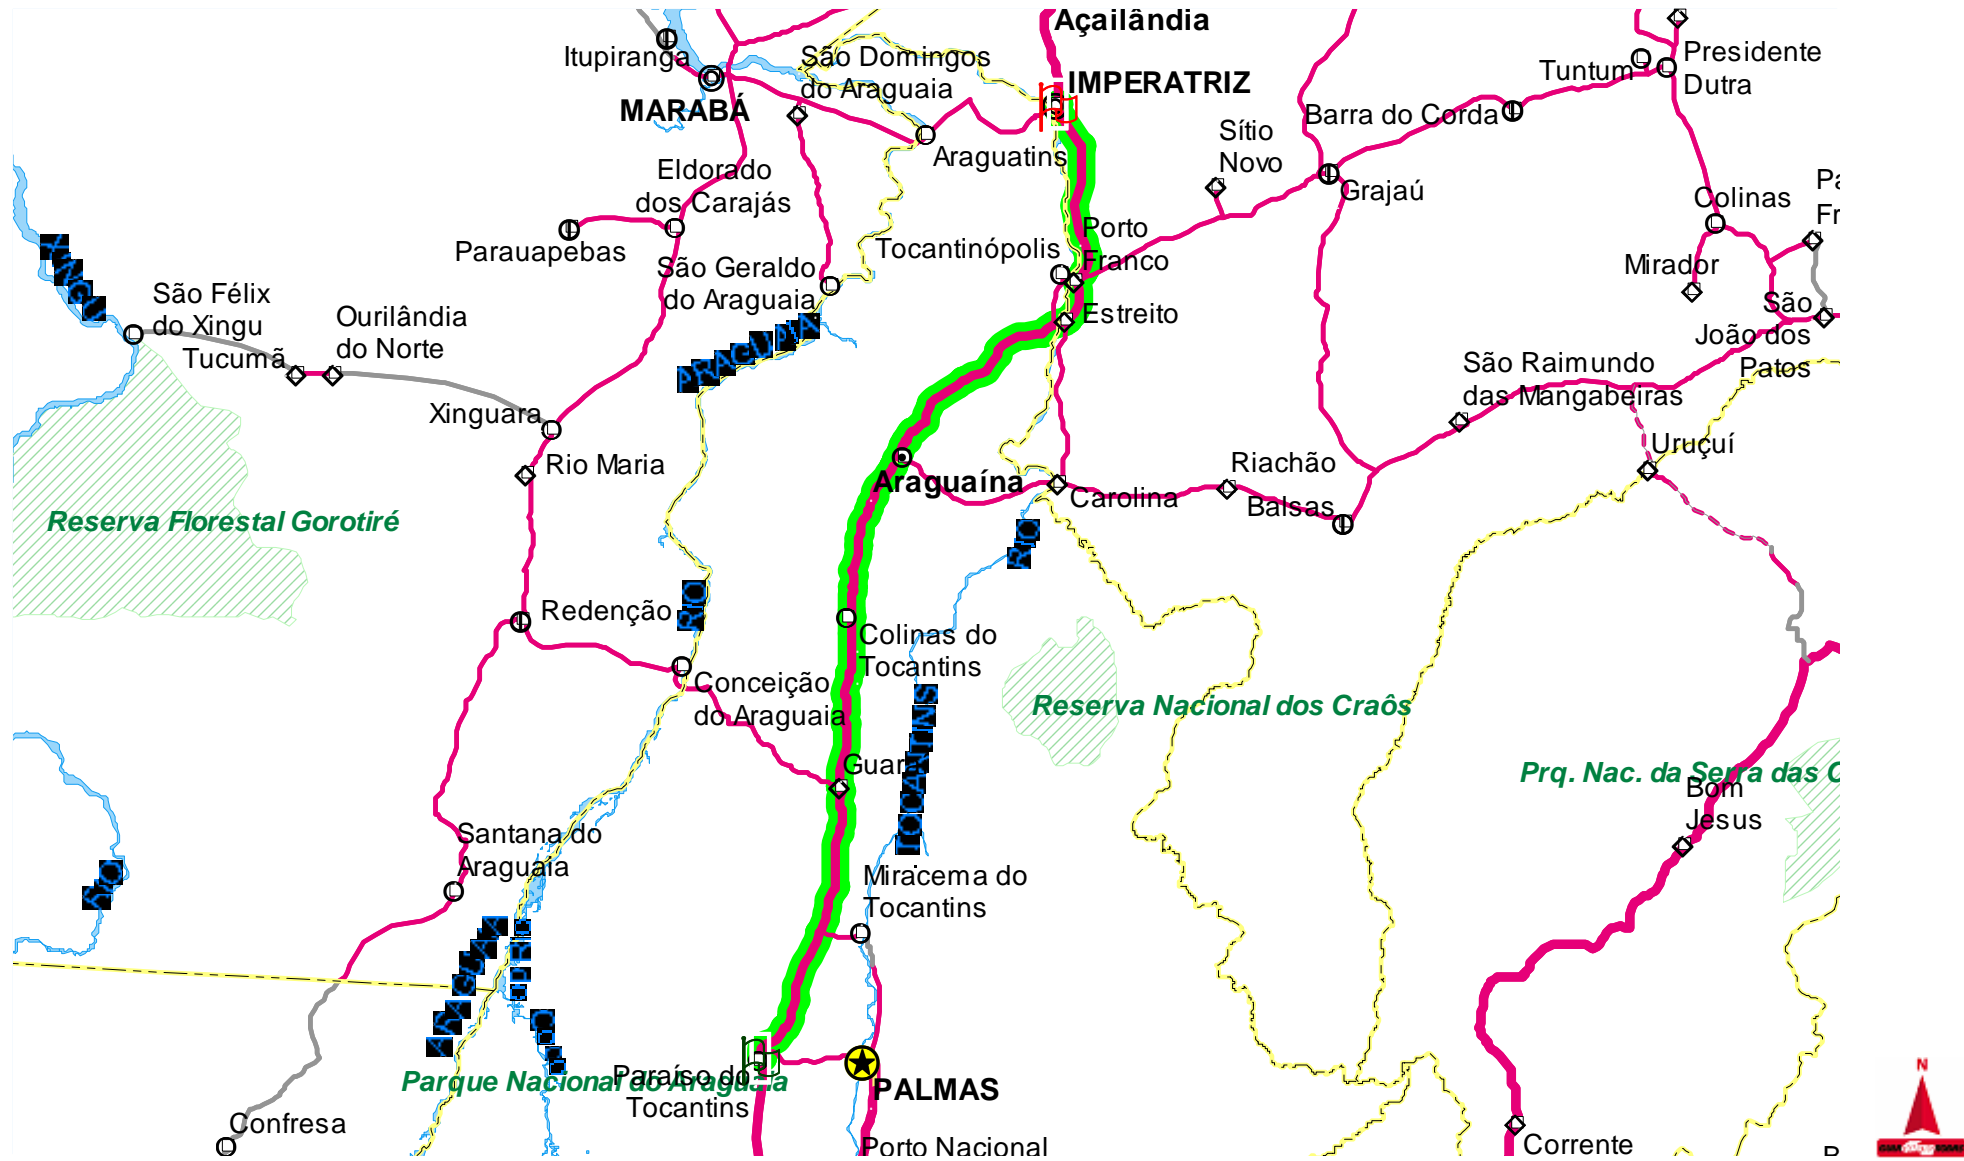 Açailândia
Itupiranga
São Domingos
do Araguaia
IMPERATRIZ
MARABÁ
Tuntum
Presidente
Dutra
Barra do Corda
Sítio
Novo
Araguatins
Eldorado
dos Carajás
Grajaú
Colinas
Parauapebas
Tocantinópolis
Porto
Franco
São Geraldo
do Araguaia
Mirador
XINGU
São Félix
do Xingu
Tucumã
Ourilândia
do Norte
Estreito
São
João dos
Patos
ARAGUAIA
São Raimundo
das Mangabeiras
Xinguara
Rio Maria
Araguaína
Carolina
Riachão
Balsas
Uruçuí
Reserva Florestal Gorotiré
RIO
RIO
Redenção
Colinas do
Tocantins
Conceição
do Araguaia
TOCANTINS
Reserva Nacional dos Craôs
Guaraí
Prq. Nac. da Serra das
Bom
Jesus
Santana do
Araguaia
RIO
Miracema do
Tocantins
ARAGUAIA
Parque Nacional do Araguaia
Paraíso do
Tocantins
PALMAS
Confresa
Porto Nacional
Corrente
N